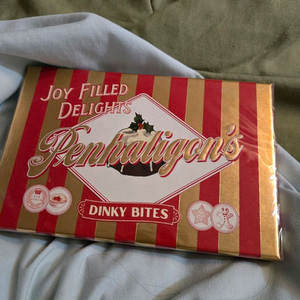 JOY FILLED
DELIGHTS
Penhaligon's
DINKY BITES